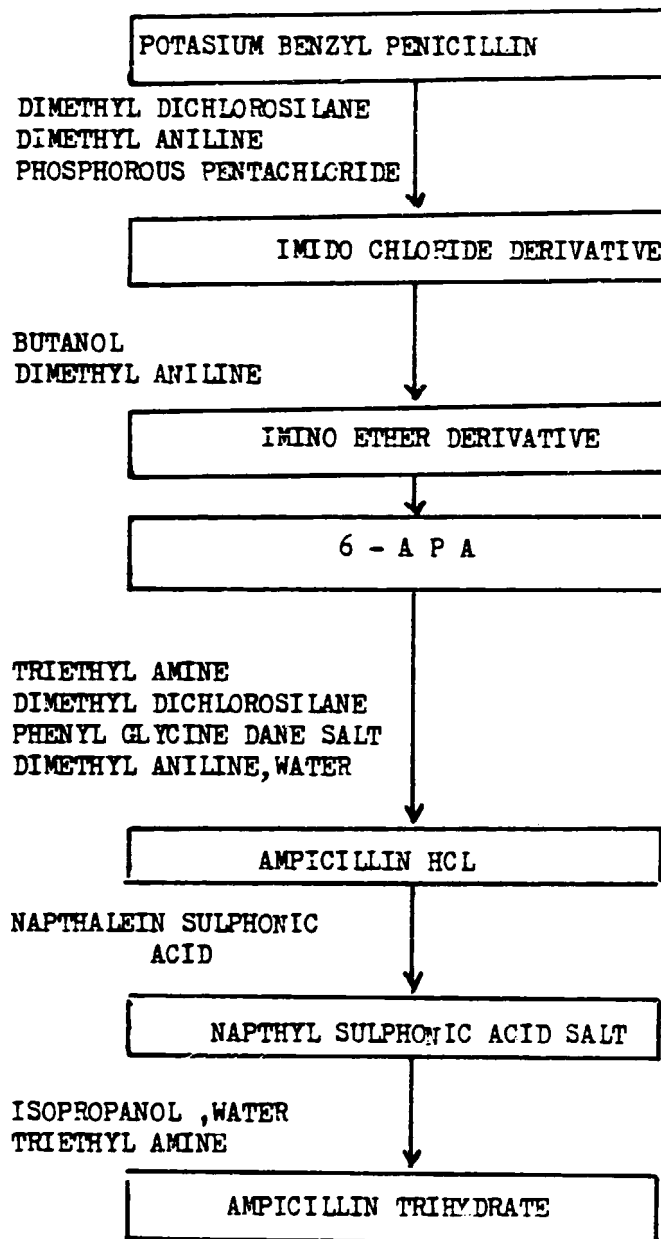 POTASIUM BENZYL PENICILLIN
DIMETHYL DICHLOROSILANE
DIMETHYL ANILINE
PHOSPHOROUS PENTACHLORIDE
IMIDO CHLORIDE DERIVATIVE
BUTANOL
DIMETHYL ANILINE
IMINO ETHER DERIVATIVE
6 - A P A
TRIETHYL AMINE
DIMETHYL DICHLOROSILANE
PHENYL GLYCINE DANE SALT
DIMETHYL ANILINE,WATER
AMPICILLIN HCL
NAPTHALEIN SULPHONIC
ACID
NAPTHYL SULPHONIC ACID SALT
ISOPROPANOL ,WATER
TRIETHYL AMINE
AMPICILLIN TRIHYDRATE